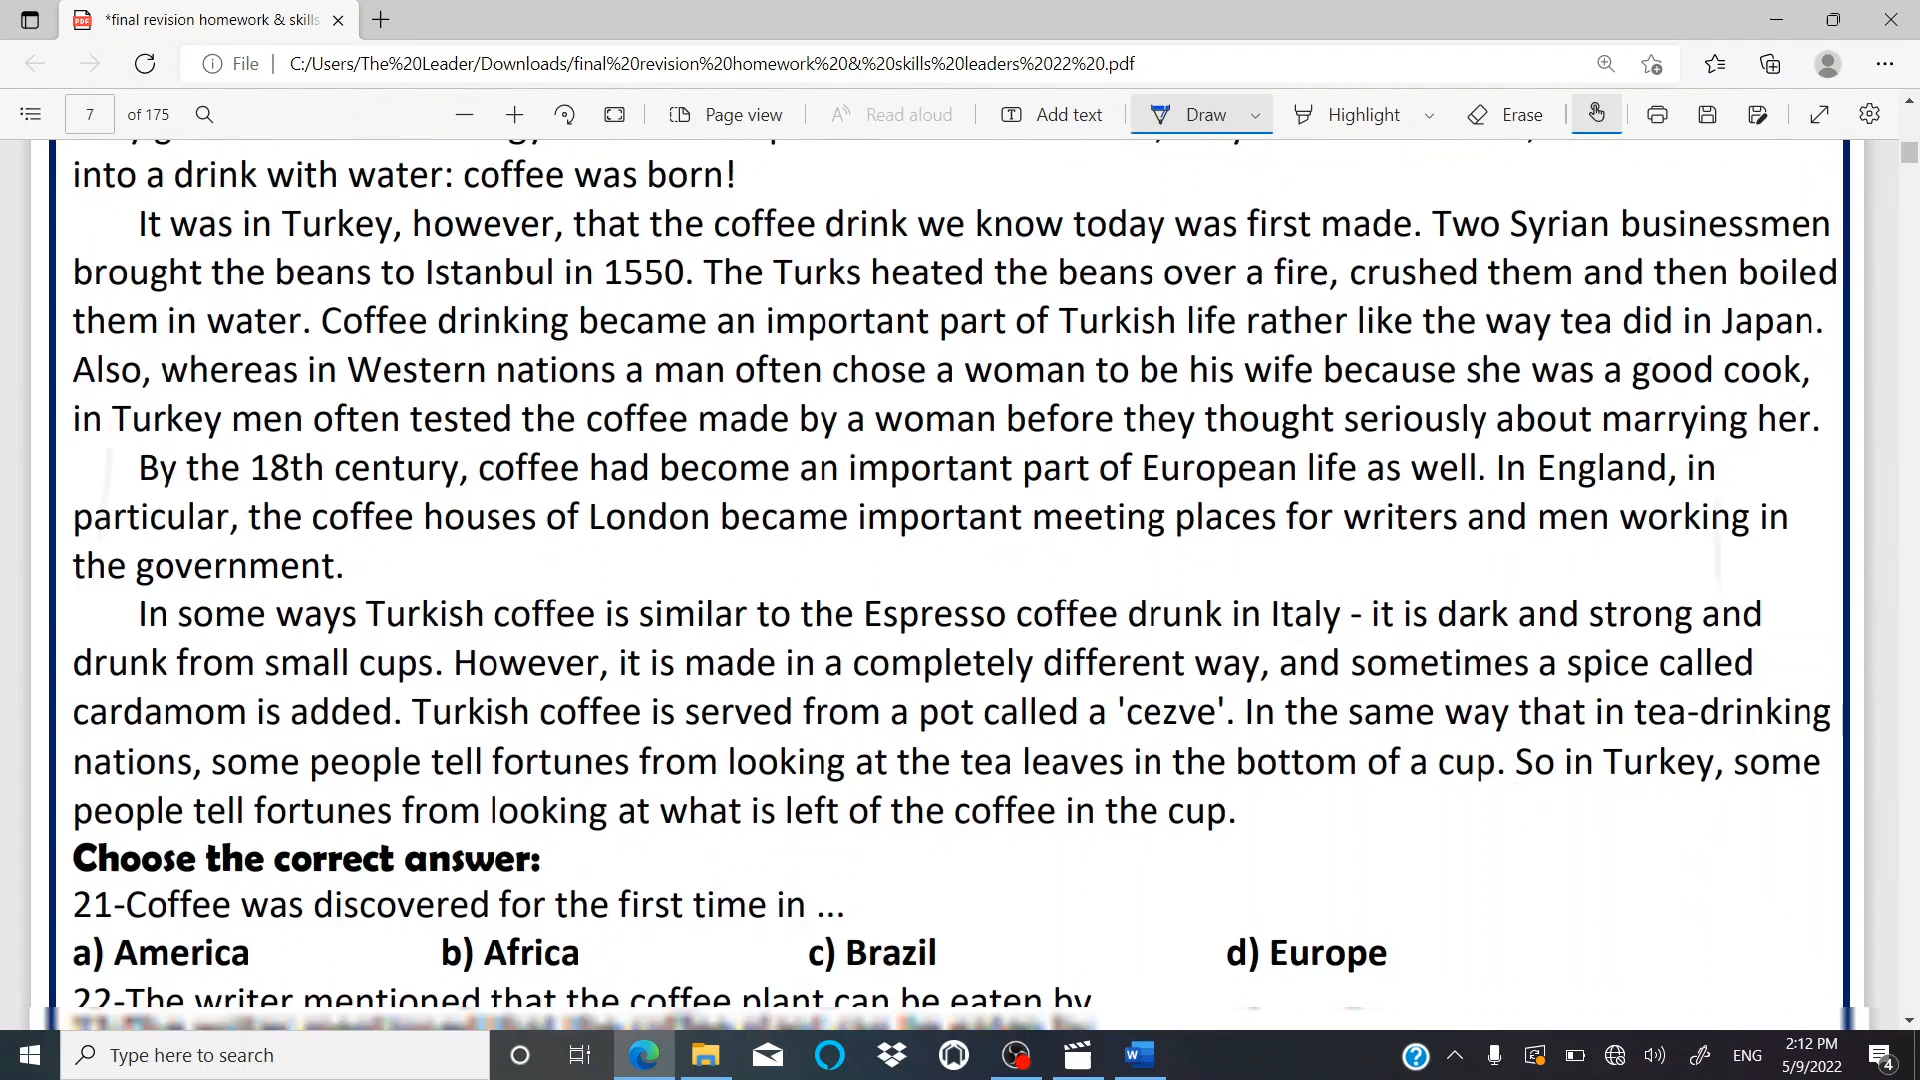 *final revision homework & skills
File
C:/Users/The%20Leader/Downloads/final%20revision%20homework%20&%20skills%20leaders%2022%20.pdf
7 of 175
Page view
Read aloud
Add text
Draw
Highlight
Erase
into a drink with water: coffee was born!
It was in Turkey, however, that the coffee drink we know today was first made. Two Syrian businessmen
brought the beans to Istanbul in 1550. The Turks heated the beans over a fire, crushed them and then boiled
them in water. Coffee drinking became an important part of Turkish life rather like the way tea did in Japan.
Also, whereas in Western nations a man often chose a woman to be his wife because she was a good cook,
in Turkey men often tested the coffee made by a woman before they thought seriously about marrying her.
By the 18th century, coffee had become an important part of European life as well. In England, in
particular, the coffee houses of London became important meeting places for writers and men working in
the government.
In some ways Turkish coffee is similar to the Espresso coffee drunk in Italy - it is dark and strong and
drunk from small cups. However, it is made in a completely different way, and sometimes a spice called
cardamom is added. Turkish coffee is served from a pot called a 'cezve'. In the same way that in tea-drinking
nations, some people tell fortunes from looking at the tea leaves in the bottom of a cup. So in Turkey, some
people tell fortunes from looking at what is left of the coffee in the cup.
Choose the correct answer:
21-Coffee was discovered for the first time in ...
a) America b) Africa c) Brazil d) Europe
22-The writer mentioned that the coffee plant can be eaten by
Type here to search
ENG
2:12 PM
5/9/2022
4